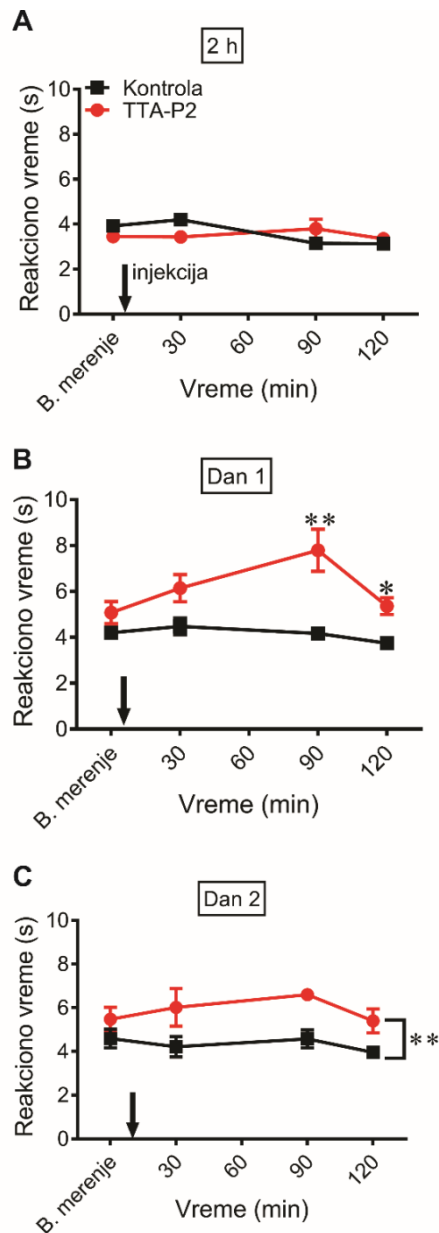 A
2 h
Kontrola
TTA-P2
Reakciono vreme (s)
10
8
6
4
2
0
injekcija
B. merenje
30
60
90
120
Vreme (min)
B
Dan 1
Reakciono vreme (s)
10
8
6
4
2
0
**
*
B. merenje
30
60
90
120
Vreme (min)
C
Dan 2
Reakciono vreme (s)
10
8
6
4
2
0
**
B. merenje
30
60
90
120
Vreme (min)